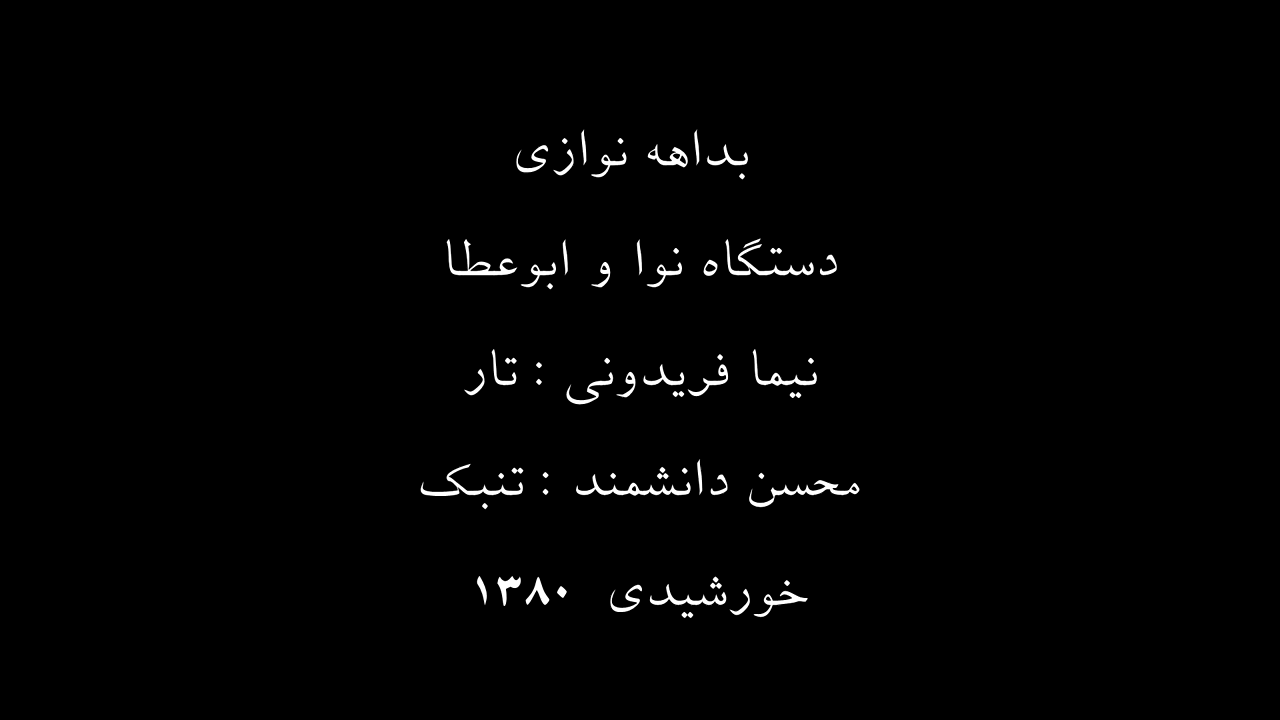 بداهه نوازی
دستگاه نوا و ابوعطا
نیما فریدونی : تار
محسن دانشمند : تنبک
خورشیدی ۱۳۸۰